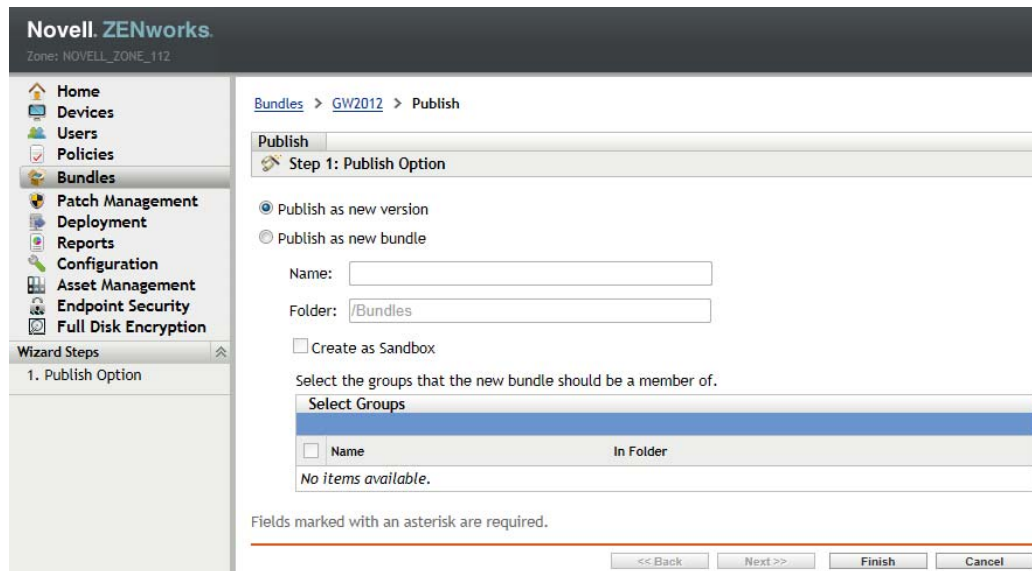 Novell. ZENworks.
Zone: NOVELL_ZONE_112
Home
Devices
Users
Policies
Bundles
Patch Management
Deployment
Reports
Configuration
Asset Management
Endpoint Security
Full Disk Encryption
Wizard Steps
1. Publish Option
Bundles > GW2012 > Publish
Publish
Step 1: Publish Option
Publish as new version
Publish as new bundle
Name:
Folder: /Bundles
Create as Sandbox
Select the groups that the new bundle should be a member of.
Select Groups
Name In Folder
No items available.
Fields marked with an asterisk are required.
<< Back Next >> Finish Cancel